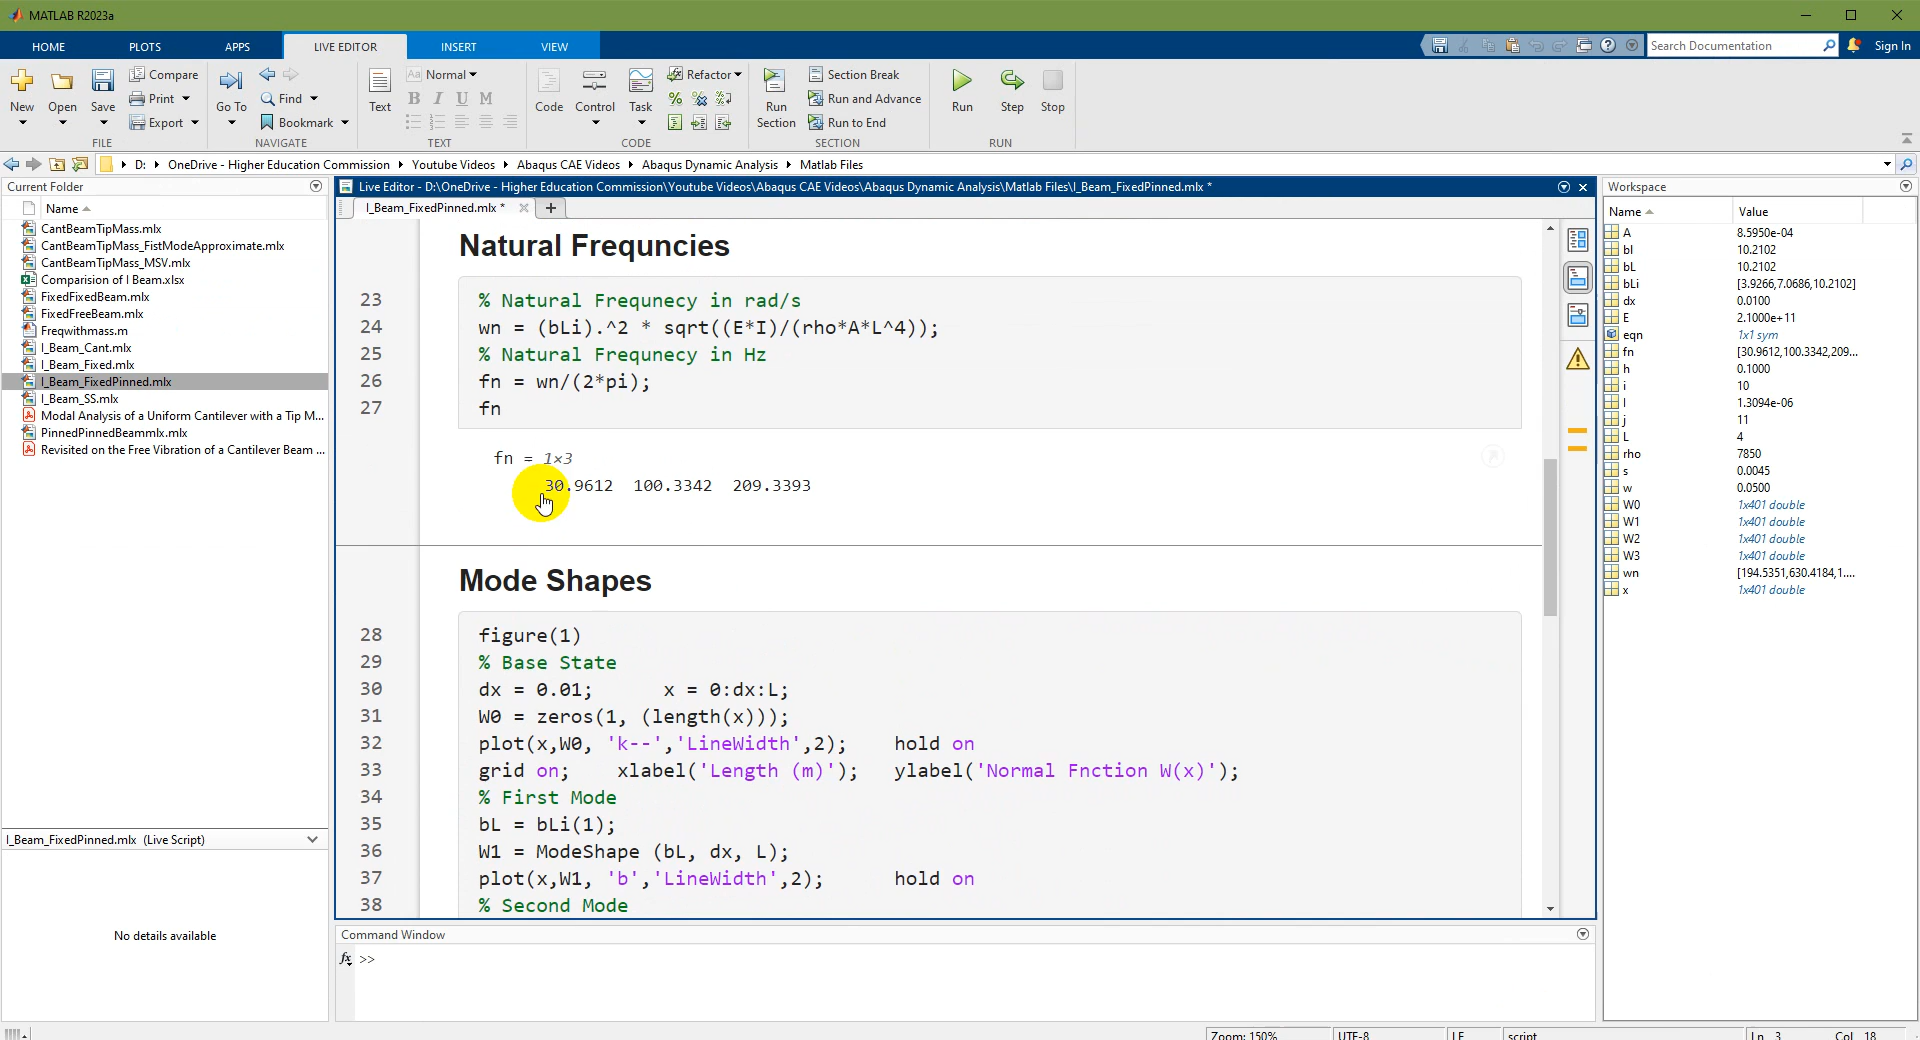 MATLAB R2023a
HOME
PLOTS
APPS
LIVE EDITOR
INSERT
VIEW
Search Documentation
Sign In
New
Open
Save
Compare
Print
Export
FILE
Go To
Find
Bookmark
NAVIGATE
Text
Aa Normal
B I U M
TEXT
Code
Control
Task
Refactor
CODE
Run Section
Section Break
Run and Advance
Run to End
SECTION
Run
Step
Stop
RUN
D: ▸ OneDrive - Higher Education Commission ▸ Youtube Videos ▸ Abaqus CAE Videos ▸ Abaqus Dynamic Analysis ▸ Matlab Files
Current Folder
Name
CantBeamTipMass.mlx
CantBeamTipMass_FistModeApproximate.mlx
CantBeamTipMass_MSV.mlx
Comparision of I Beam.xlsx
FixedFixedBeam.mlx
FixedFreeBeam.mlx
Freqwithmass.m
I_Beam_Cant.mlx
I_Beam_Fixed.mlx
I_Beam_FixedPinned.mlx
I_Beam_SS.mlx
Modal Analysis of a Uniform Cantilever with a Tip M...
PinnedPinnedBeammlx.mlx
Revisited on the Free Vibration of a Cantilever Beam ...
I_Beam_FixedPinned.mlx (Live Script)
No details available
Live Editor - D:\OneDrive - Higher Education Commission\Youtube Videos\Abaqus CAE Videos\Abaqus Dynamic Analysis\Matlab Files\I_Beam_FixedPinned.mlx *
I_Beam_FixedPinned.mlx *
Natural Frequncies
23 % Natural Frequnecy in rad/s
24 wn = (bLi).^2 * sqrt((E*I)/(rho*A*L^4));
25 % Natural Frequnecy in Hz
26 fn = wn/(2*pi);
27 fn
fn = 1×3
30.9612 100.3342 209.3393
Mode Shapes
28 figure(1)
29 % Base State
30 dx = 0.01; x = 0:dx:L;
31 W0 = zeros(1, (length(x)));
32 plot(x,W0, 'k--','LineWidth',2); hold on
33 grid on; xlabel('Length (m)'); ylabel('Normal Fnction W(x)');
34 % First Mode
35 bL = bLi(1);
36 W1 = ModeShape (bL, dx, L);
37 plot(x,W1, 'b','LineWidth',2); hold on
38 % Second Mode
Command Window
fx >>
Workspace
Name Value
A 8.5950e-04
bl 10.2102
bL 10.2102
bLi [3.9266,7.0686,10.2102]
dx 0.0100
E 2.1000e+11
eqn 1x1 sym
fn [30.9612,100.3342,209...
h 0.1000
i 10
I 1.3094e-06
j 11
L 4
rho 7850
s 0.0045
w 0.0500
W0 1x401 double
W1 1x401 double
W2 1x401 double
W3 1x401 double
wn [194.5351,630.4184,1....
x 1x401 double
Zoom: 150% UTF-8 LF script Ln 3 Col 18